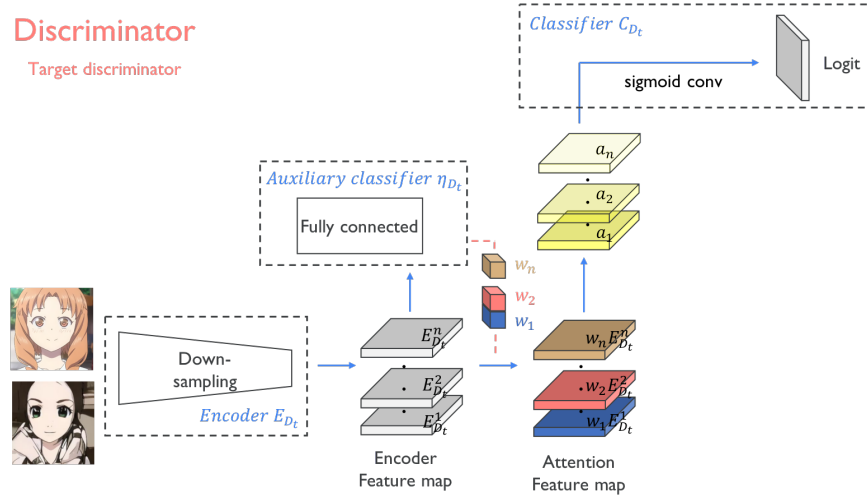 Discriminator
Target discriminator
Classifier C_{D_t}
sigmoid conv
Logit
a_n
a_2
a_1
Auxiliary classifier η_{D_t}
Fully connected
w_n
w_2
w_1
Down-
sampling
Encoder E_{D_t}
E^n_{D_t}
E^2_{D_t}
E^1_{D_t}
w_n E^n_{D_t}
w_2 E^2_{D_t}
w_1 E^1_{D_t}
Encoder
Feature map
Attention
Feature map